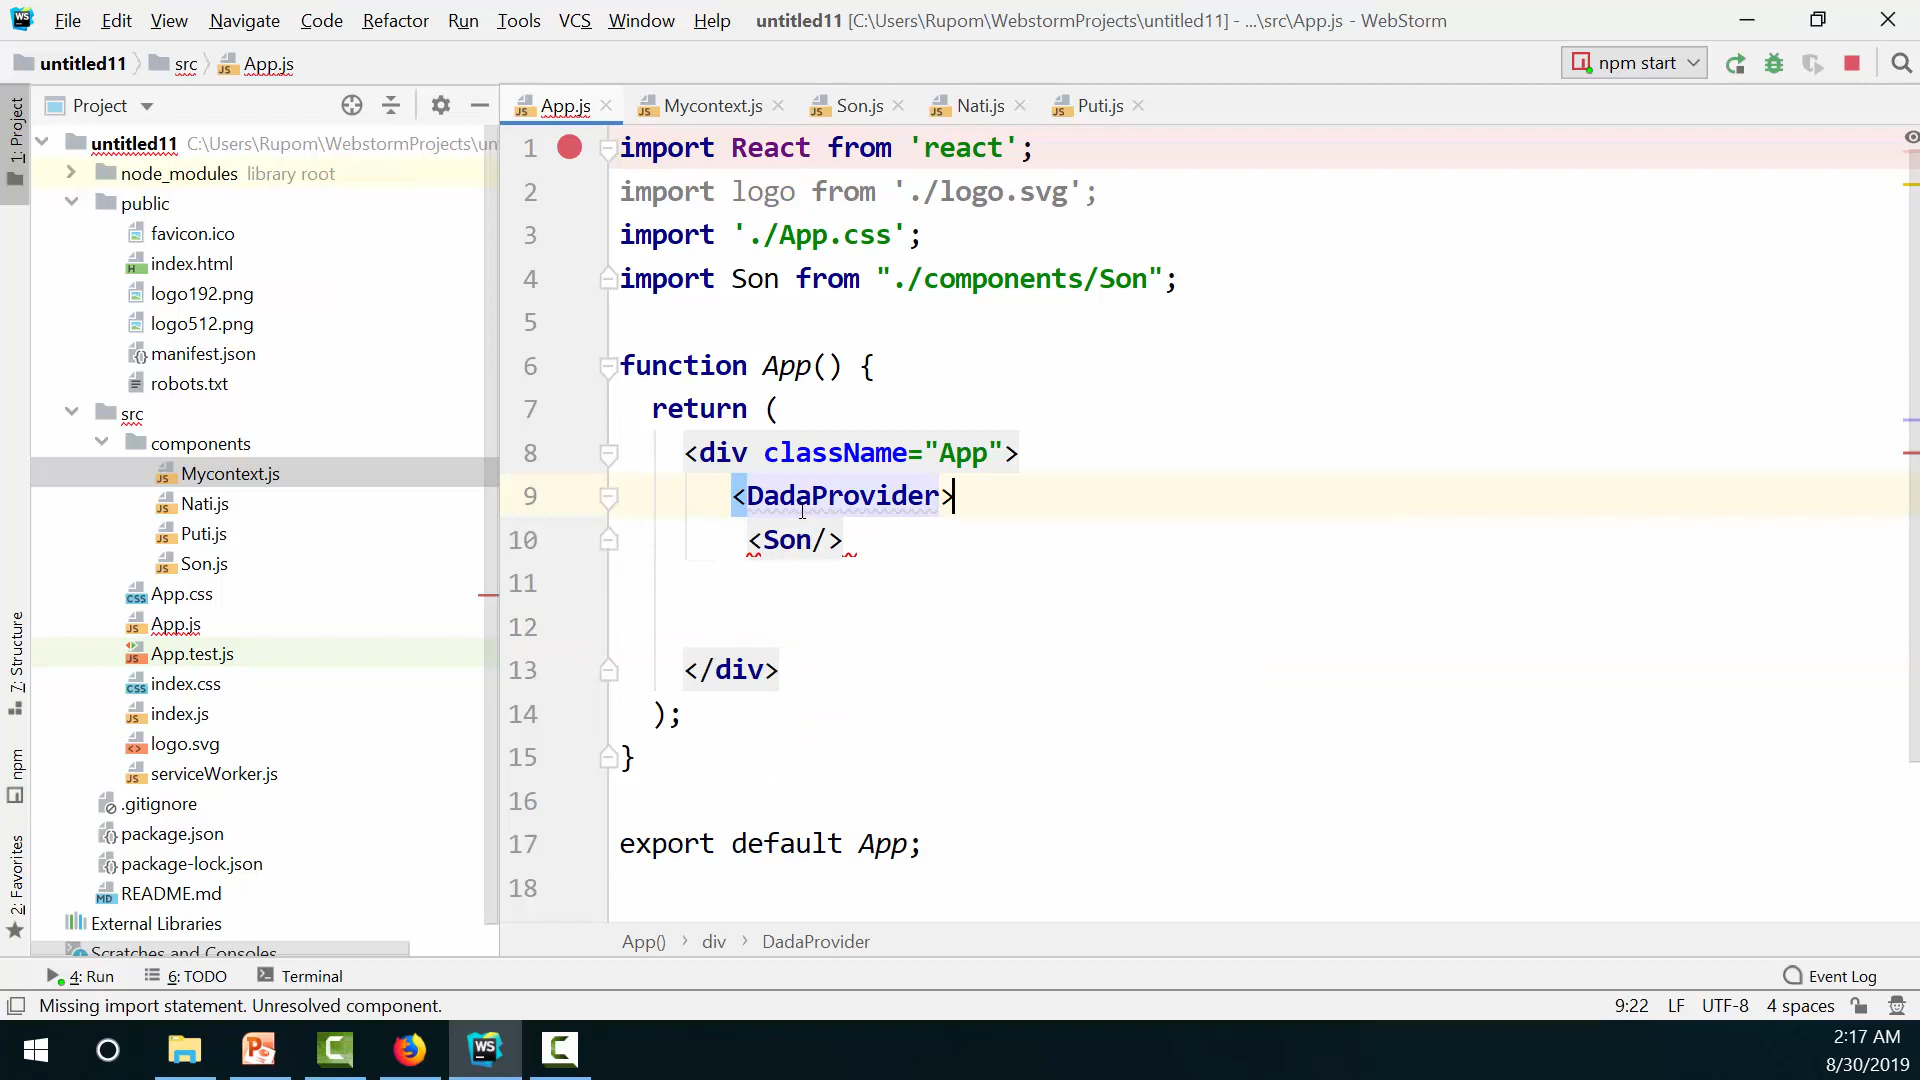 File Edit View Navigate Code Refactor Run Tools VCS Window Help untitled11 [C:\Users\Rupom\WebstormProjects\untitled11] - ...\src\App.js - WebStorm
untitled11 src App.js npm start
Project
App.js Mycontext.js Son.js Nati.js Puti.js
1: Project
7: Structure
npm
2: Favorites
untitled11 C:\Users\Rupom\WebstormProjects\un
node_modules library root
public
favicon.ico
index.html
logo192.png
logo512.png
manifest.json
robots.txt
src
components
Mycontext.js
Nati.js
Puti.js
Son.js
App.css
App.js
App.test.js
index.css
index.js
logo.svg
serviceWorker.js
.gitignore
package.json
package-lock.json
README.md
External Libraries
Scratches and Consoles
1 import React from 'react';
2 import logo from './logo.svg';
3 import './App.css';
4 import Son from "./components/Son";
5
6 function App() {
7 return (
8 <div className="App">
9 <DadaProvider>
10 <Son/>
11
12
13 </div>
14 );
15 }
16
17 export default App;
18
App() div DadaProvider
4: Run 6: TODO Terminal Event Log
Missing import statement. Unresolved component. 9:22 LF UTF-8 4 spaces
2:17 AM
8/30/2019